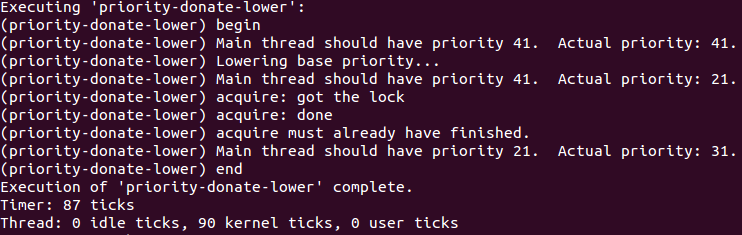 Executing 'priority-donate-lower':
(priority-donate-lower) begin
(priority-donate-lower) Main thread should have priority 41.  Actual priority: 41.
(priority-donate-lower) Lowering base priority...
(priority-donate-lower) Main thread should have priority 41.  Actual priority: 21.
(priority-donate-lower) acquire: got the lock
(priority-donate-lower) acquire: done
(priority-donate-lower) acquire must already have finished.
(priority-donate-lower) Main thread should have priority 21.  Actual priority: 31.
(priority-donate-lower) end
Execution of 'priority-donate-lower' complete.
Timer: 87 ticks
Thread: 0 idle ticks, 90 kernel ticks, 0 user ticks